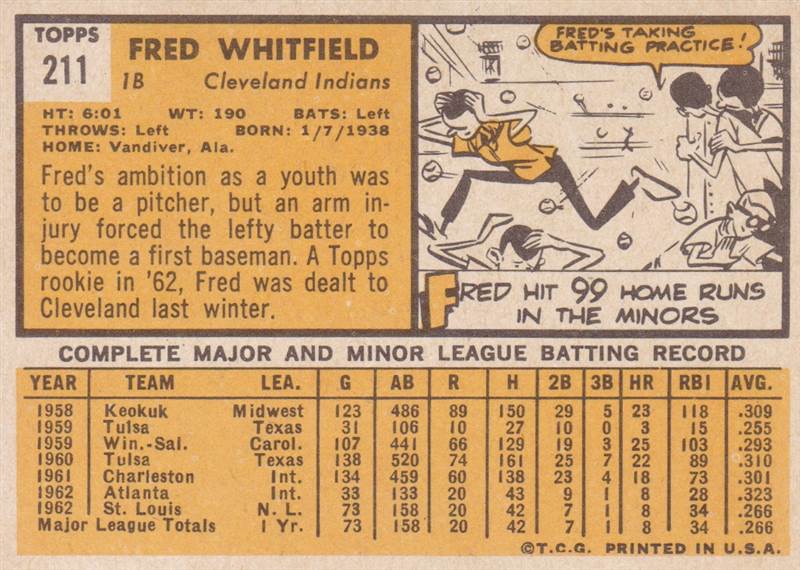 TOPPS
211
FRED WHITFIELD
1B Cleveland Indians
HT: 6:01 WT: 190 BATS: Left
THROWS: Left BORN: 1/7/1938
HOME: Vandiver, Ala.
Fred's ambition as a youth was
to be a pitcher, but an arm in-
jury forced the lefty batter to
become a first baseman. A Topps
rookie in '62, Fred was dealt to
Cleveland last winter.
FRED'S TAKING
BATTING PRACTICE!
FRED HIT 99 HOME RUNS
IN THE MINORS
COMPLETE MAJOR AND MINOR LEAGUE BATTING RECORD
YEAR TEAM LEA. G AB R H 2B 3B HR RBI AVG.
1958 Keokuk Midwest 123 486 89 150 29 5 23 118 .309
1959 Tulsa Texas 31 106 10 27 10 0 3 15 .255
1959 Win.-Sal. Carol. 107 441 66 129 19 3 25 103 .293
1960 Tulsa Texas 138 520 74 161 25 7 22 89 .310
1961 Charleston Int. 134 459 60 138 23 4 18 73 .301
1962 Atlanta Int. 33 133 20 43 9 1 8 28 .323
1962 St. Louis N. L. 73 158 20 42 7 1 8 34 .266
Major League Totals 1 Yr. 73 158 20 42 7 1 8 34 .266
©T.C.G. PRINTED IN U.S.A.